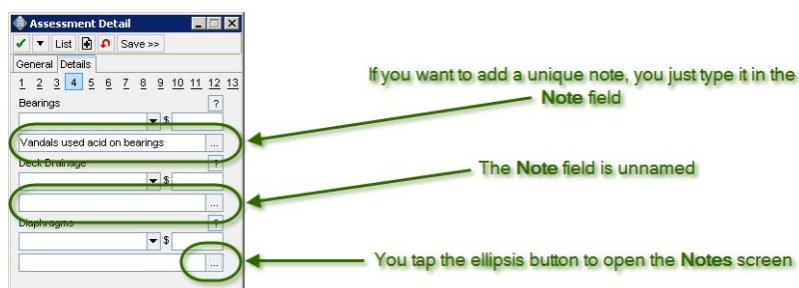 Assessment Detail
List Save >>
General Details
1 2 3 4 5 6 7 8 9 10 11 12 13
Bearings ?
$
Vandals used acid on bearings ...
Deck Drainage ?
$
...
Diaphragms ?
$
...
If you want to add a unique note, you just type it in the
Note field
The Note field is unnamed
You tap the ellipsis button to open the Notes screen